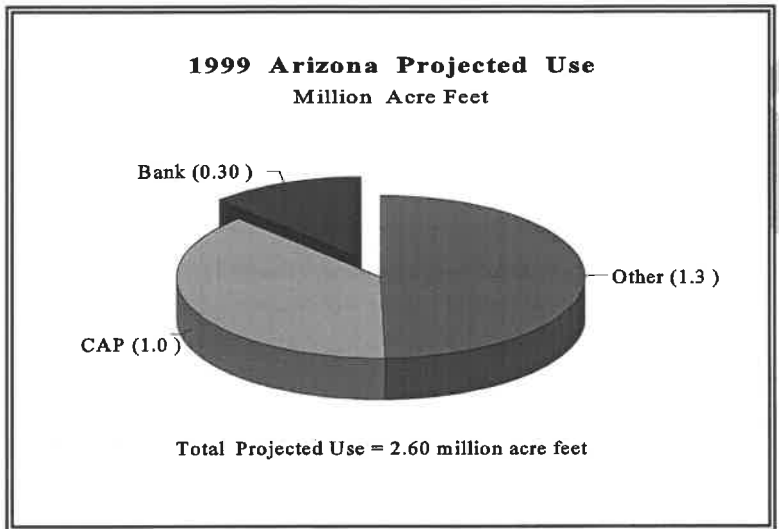 1999 Arizona Projected Use
Million Acre Feet
Bank (0.30 )
Other (1.3 )
CAP (1.0 )
Total Projected Use = 2.60 million acre feet